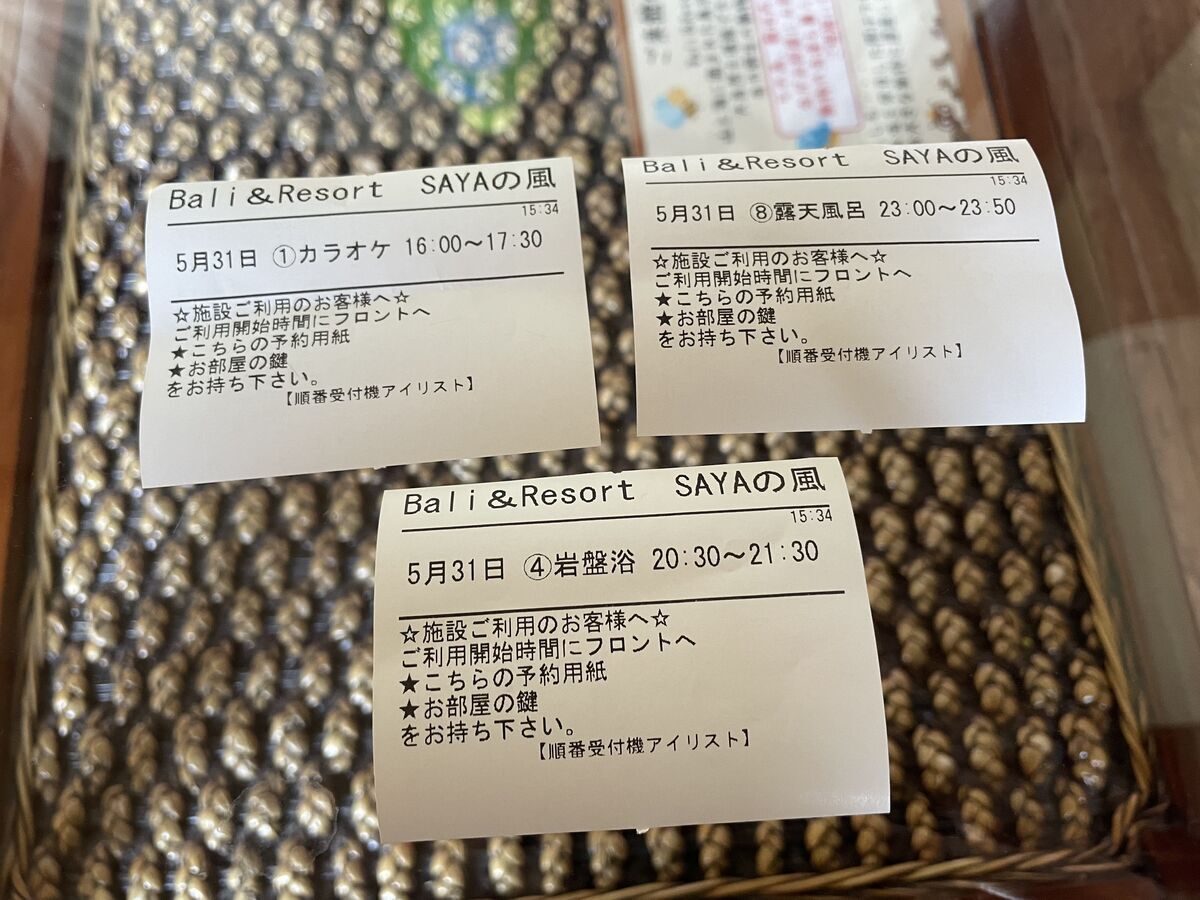 Bali&Resort SAYAの風
15:34
5月31日 ①カラオケ 16:00～17:30
☆施設ご利用のお客様へ☆
ご利用開始時間にフロントへ
★こちらの予約用紙
★お部屋の鍵
をお持ち下さい。
【順番受付機アイリスト】
Bali&Resort SAYAの風
15:34
5月31日 ⑧露天風呂 23:00～23:50
☆施設ご利用のお客様へ☆
ご利用開始時間にフロントへ
★こちらの予約用紙
★お部屋の鍵
をお持ち下さい。
【順番受付機アイリスト】
Bali&Resort SAYAの風
15:34
5月31日 ④岩盤浴 20:30～21:30
☆施設ご利用のお客様へ☆
ご利用開始時間にフロントへ
★こちらの予約用紙
★お部屋の鍵
をお持ち下さい。
【順番受付機アイリスト】